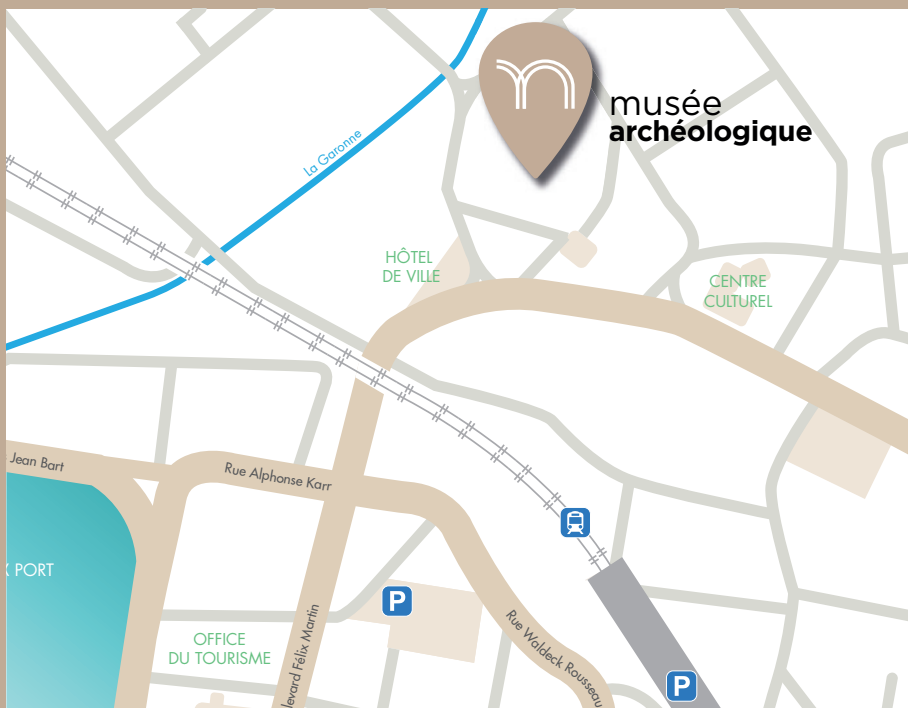 musée
archéologique
La Garonne
HÔTEL
DE VILLE
CENTRE
CULTUREL
Jean Bart
Rue Alphonse Karr
PORT
P
OFFICE
DU TOURISME
levard Félix Martin
Rue Waldeck Rousseau
P